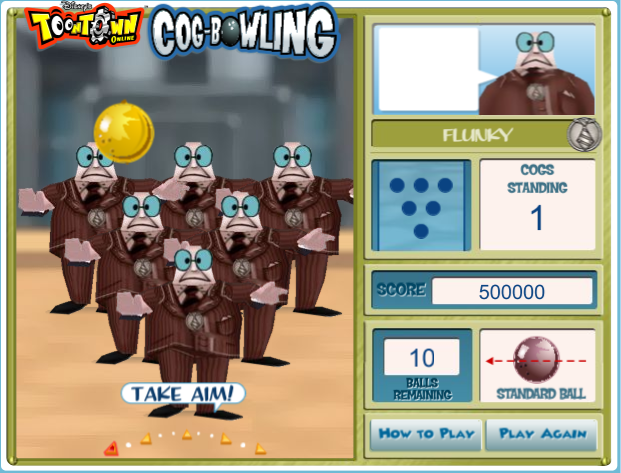 Disney's
TOONTOWN
ONLINE
COG-BOWLING
FLUNKY
COGS
STANDING
1
SCORE
500000
10
BALLS
REMAINING
STANDARD BALL
TAKE AIM!
HOW TO PLAY
PLAY AGAIN